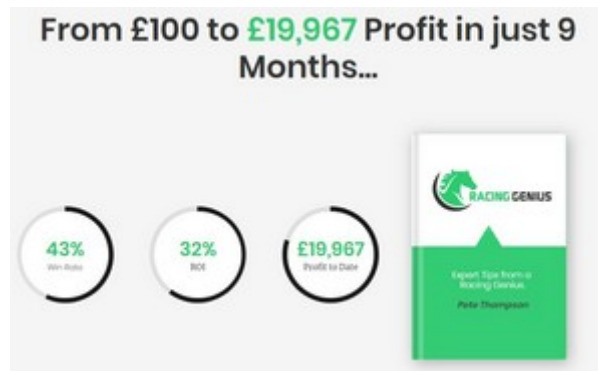 From £100 to £19,967 Profit in just 9
Months...
43%
Win Rate
32%
ROI
£19,967
Profit to Date
RACING GENIUS
Expert Tips from a
Racing Genius.
Pete Thompson